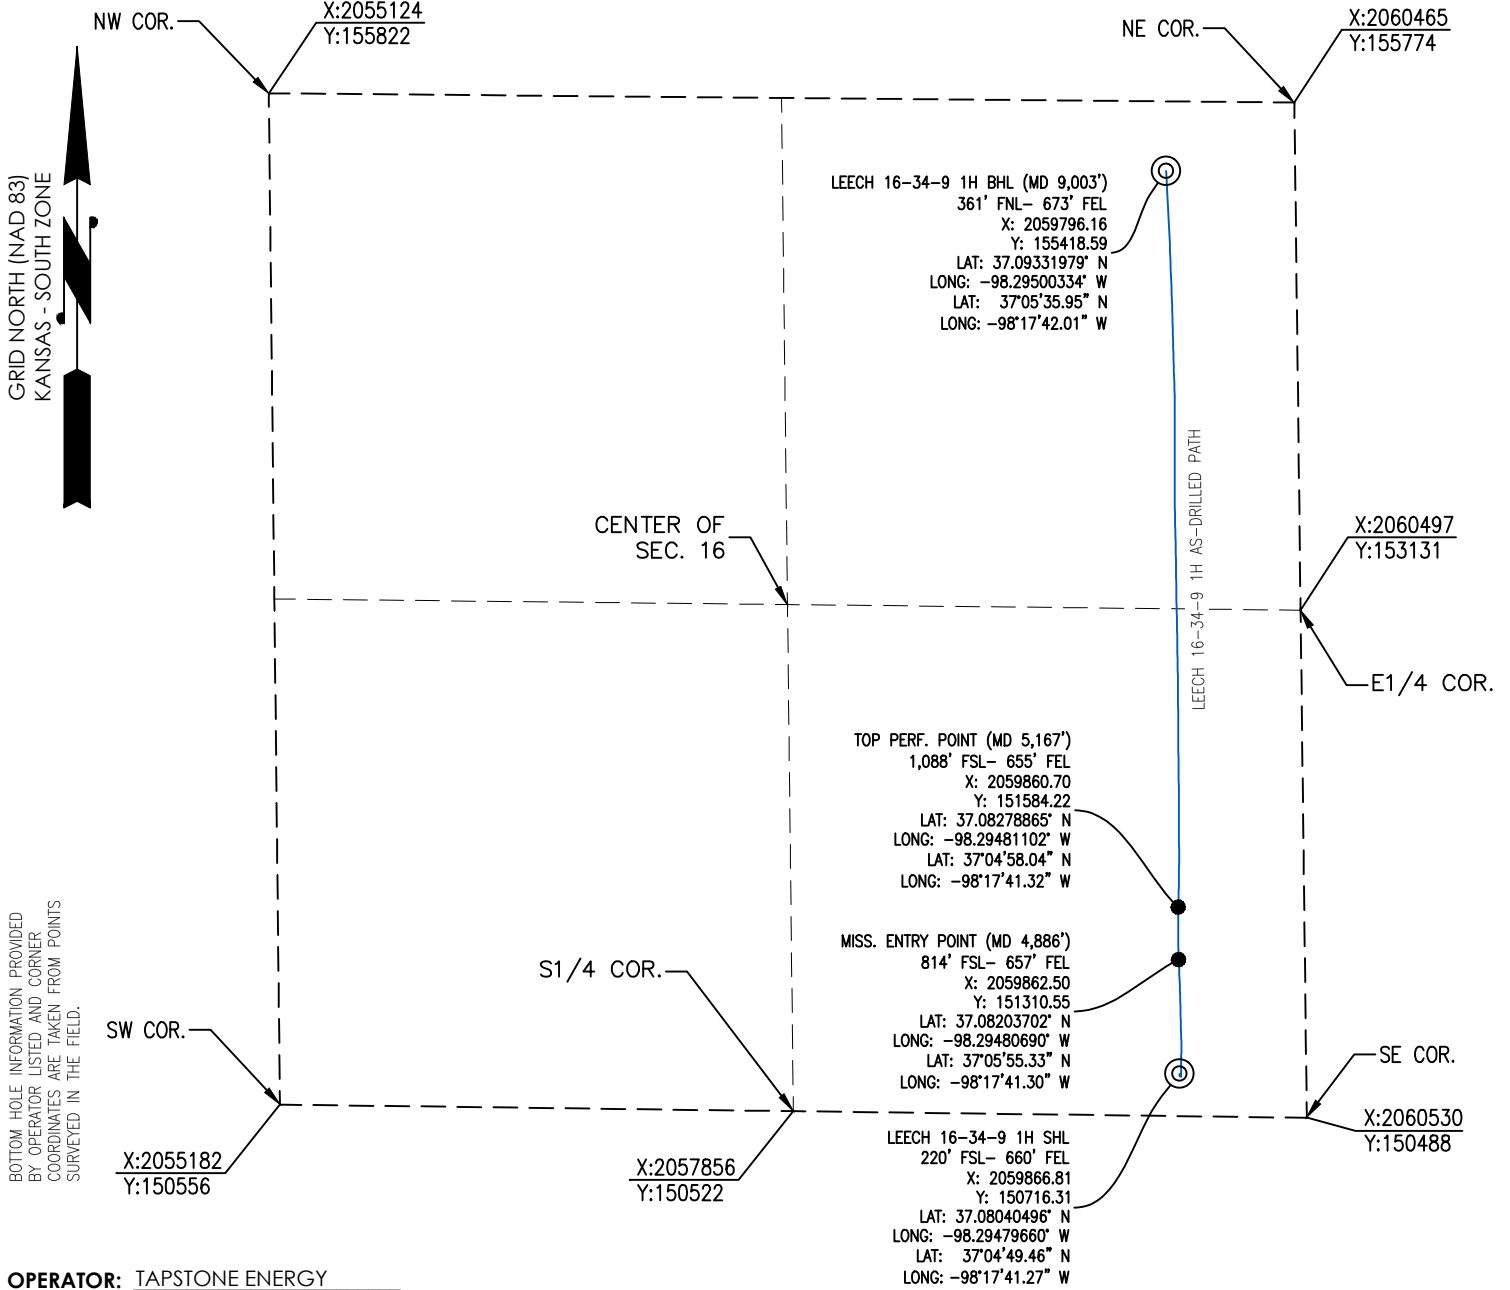 NW COR.
X:2055124
Y:155822
NE COR.
X:2060465
Y:155774
GRID NORTH (NAD 83)
KANSAS - SOUTH ZONE
LEECH 16-34-9 1H BHL (MD 9,003')
361' FNL- 673' FEL
X: 2059796.16
Y: 155418.59
LAT: 37.09331979° N
LONG: -98.29500334° W
LAT: 37°05'35.95" N
LONG: -98°17'42.01" W
LEECH 16-34-9 1H AS-DRILLED PATH
CENTER OF
SEC. 16
X:2060497
Y:153131
E1/4 COR.
TOP PERF. POINT (MD 5,167')
1,088' FSL- 655' FEL
X: 2059860.70
Y: 151584.22
LAT: 37.08278865° N
LONG: -98.29481102° W
LAT: 37°04'58.04" N
LONG: -98°17'41.32" W
MISS. ENTRY POINT (MD 4,886')
814' FSL- 657' FEL
X: 2059862.50
Y: 151310.55
LAT: 37.08203702° N
LONG: -98.29480690° W
LAT: 37°05'55.33" N
LONG: -98°17'41.30" W
BOTTOM HOLE INFORMATION PROVIDED
BY OPERATOR LISTED AND CORNER
COORDINATES ARE TAKEN FROM POINTS
SURVEYED IN THE FIELD.
SW COR.
X:2055182
Y:150556
S1/4 COR.
X:2057856
Y:150522
SE COR.
X:2060530
Y:150488
LEECH 16-34-9 1H SHL
220' FSL- 660' FEL
X: 2059866.81
Y: 150716.31
LAT: 37.08040496° N
LONG: -98.29479660° W
LAT: 37°04'49.46" N
LONG: -98°17'41.27" W
OPERATOR: TAPSTONE ENERGY